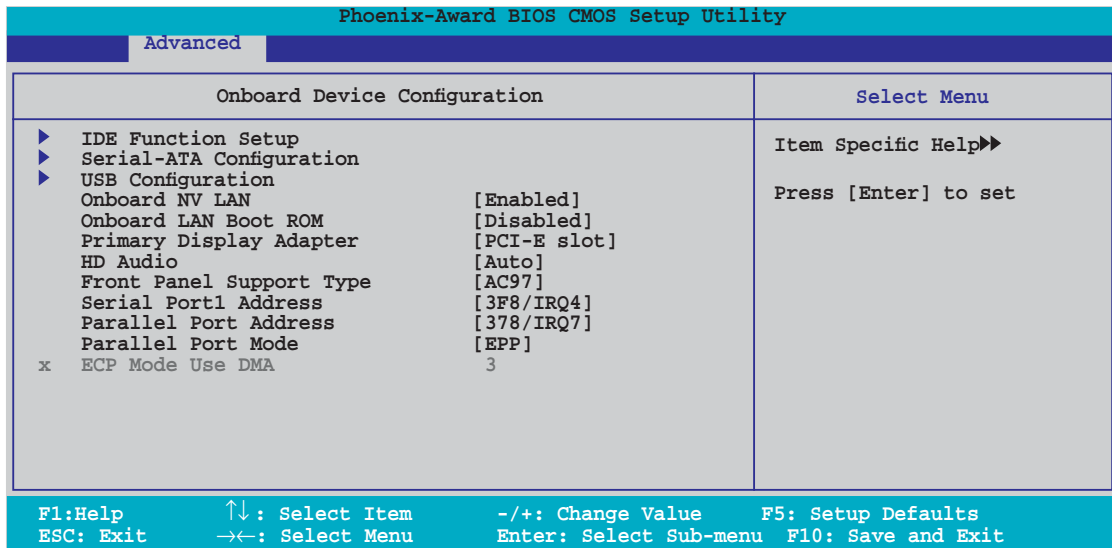 Phoenix-Award BIOS CMOS Setup Utility
Advanced
Onboard Device Configuration
Select Menu
IDE Function Setup
Serial-ATA Configuration
USB Configuration
Onboard NV LAN [Enabled]
Onboard LAN Boot ROM [Disabled]
Primary Display Adapter [PCI-E slot]
HD Audio [Auto]
Front Panel Support Type [AC97]
Serial Port1 Address [3F8/IRQ4]
Parallel Port Address [378/IRQ7]
Parallel Port Mode [EPP]
x ECP Mode Use DMA 3
Item Specific Help
Press [Enter] to set
F1:Help ↑↓: Select Item -/+: Change Value F5: Setup Defaults
ESC: Exit →←: Select Menu Enter: Select Sub-menu F10: Save and Exit